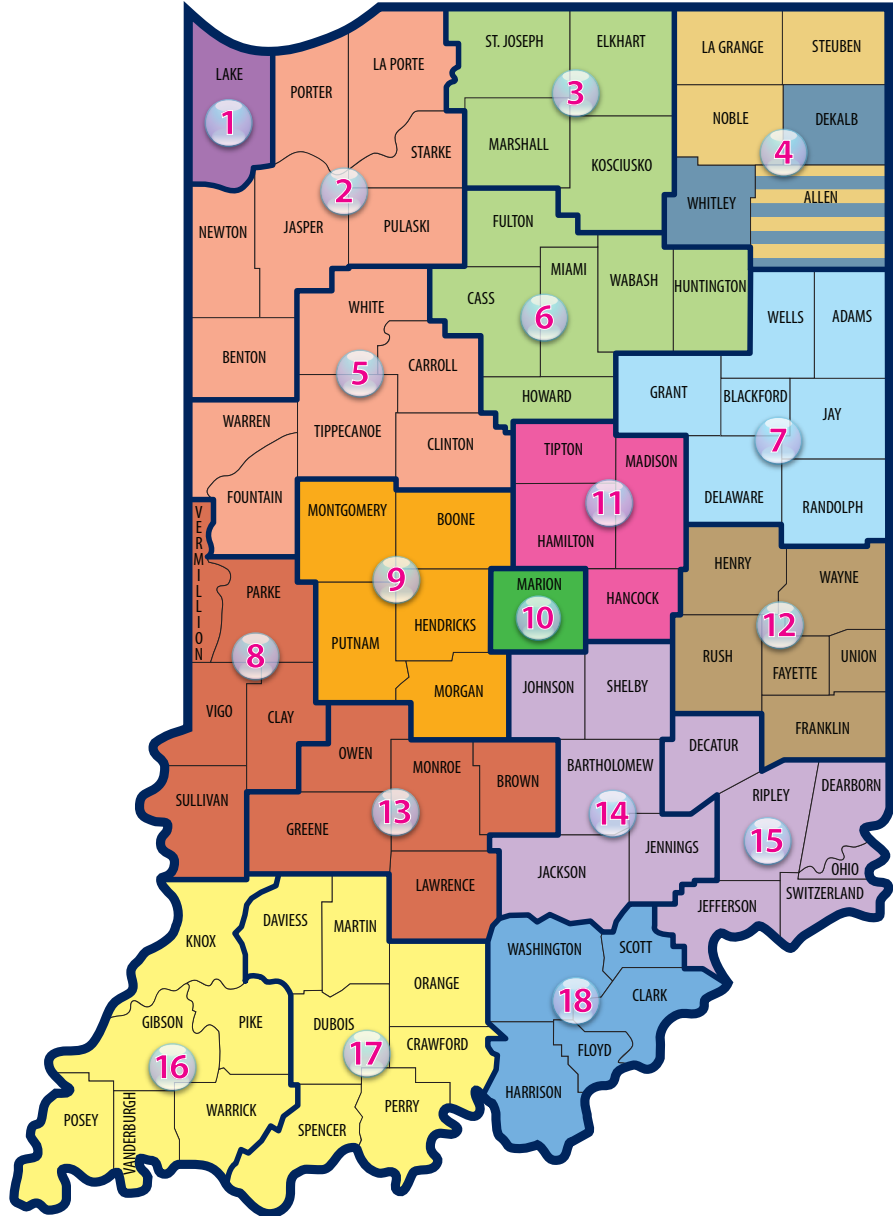 LAKE
1
PORTER
LA PORTE
STARKE
2
NEWTON
JASPER
PULASKI
BENTON
ST. JOSEPH
ELKHART
3
MARSHALL
KOSCIUSKO
LA GRANGE
STEUBEN
NOBLE
DEKALB
4
WHITLEY
ALLEN
WHITE
5
CARROLL
WARREN
TIPPECANOE
CLINTON
FOUNTAIN
FULTON
MIAMI
WABASH
HUNTINGTON
CASS
6
HOWARD
WELLS
ADAMS
GRANT
BLACKFORD
JAY
7
DELAWARE
RANDOLPH
VERMILLION
PARKE
8
VIGO
CLAY
SULLIVAN
MONTGOMERY
BOONE
9
PUTNAM
HENDRICKS
MORGAN
MARION
10
TIPTON
MADISON
11
HAMILTON
HANCOCK
HENRY
WAYNE
12
RUSH
FAYETTE
UNION
FRANKLIN
OWEN
MONROE
BROWN
13
GREENE
LAWRENCE
JOHNSON
SHELBY
BARTHOLOMEW
14
JENNINGS
JACKSON
DECATUR
RIPLEY
DEARBORN
15
OHIO
SWITZERLAND
JEFFERSON
KNOX
GIBSON
PIKE
16
POSEY
VANDERBURGH
WARRICK
DAVIESS
MARTIN
ORANGE
DUBOIS
17
CRAWFORD
PERRY
SPENCER
WASHINGTON
SCOTT
18
CLARK
FLOYD
HARRISON